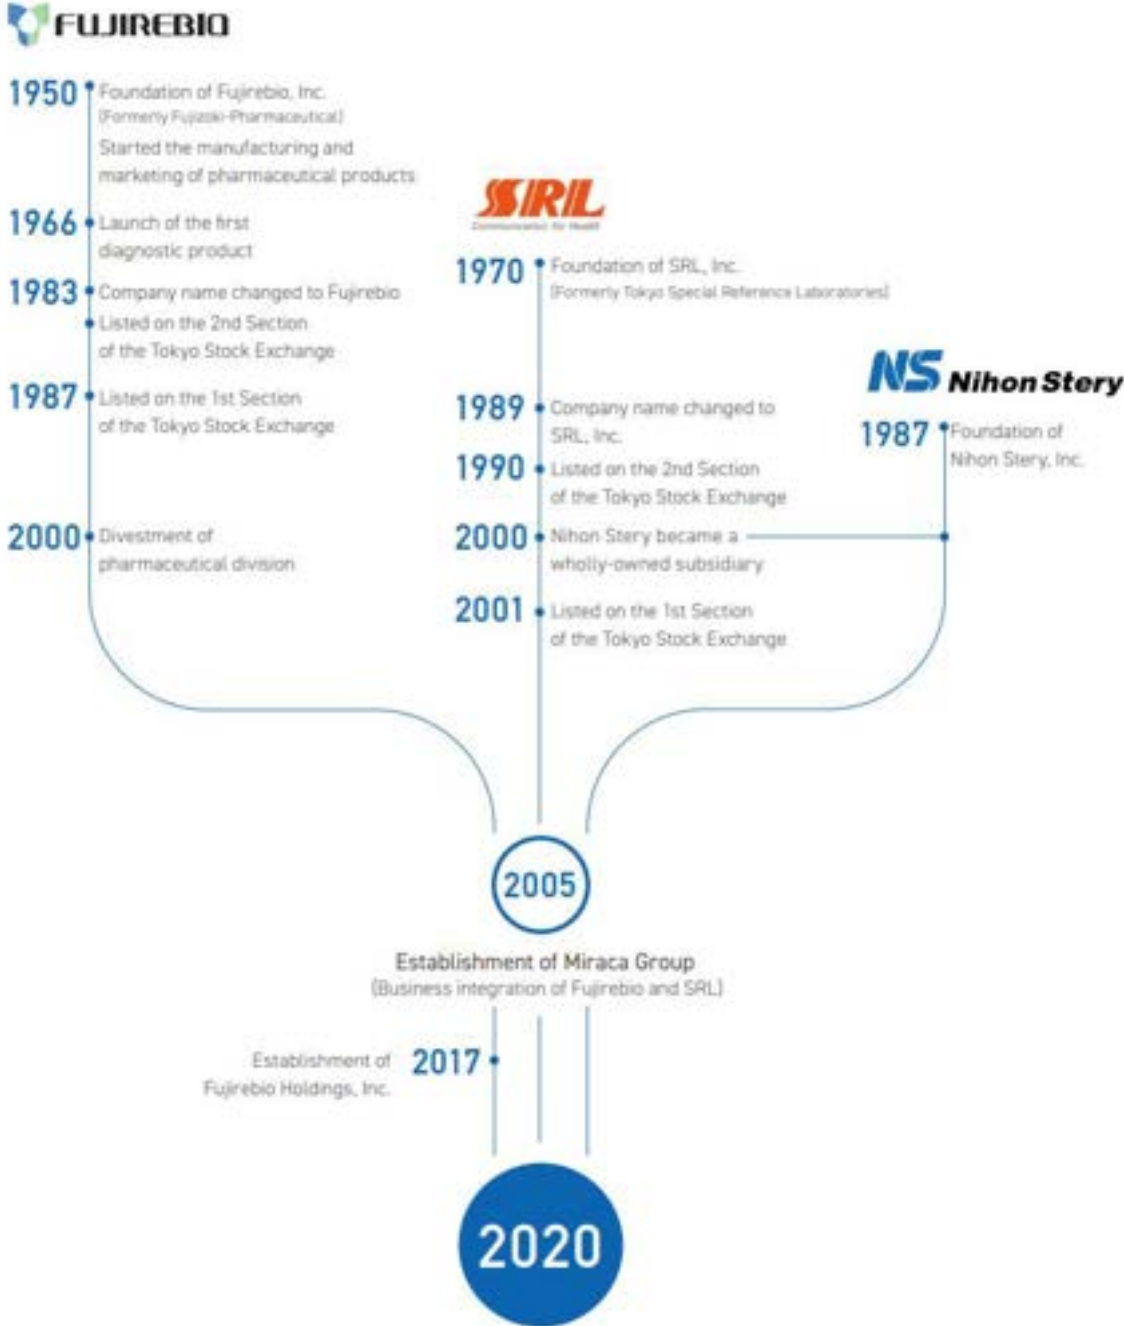 FUJIREBIO
1950
Foundation of Fujirebio, Inc.
(Formerly Fujizoki-Pharmaceutical)
Started the manufacturing and
marketing of pharmaceutical products
1966
Launch of the first
diagnostic product
1983
Company name changed to Fujirebio
Listed on the 2nd Section
of the Tokyo Stock Exchange
1987
Listed on the 1st Section
of the Tokyo Stock Exchange
2000
Divestment of
pharmaceutical division
SRL
Communication for Health
1970
Foundation of SRL, Inc.
(Formerly Tokyo Special Reference Laboratories)
1989
Company name changed to
SRL, Inc.
1990
Listed on the 2nd Section
of the Tokyo Stock Exchange
2000
Nihon Stery became a
wholly-owned subsidiary
2001
Listed on the 1st Section
of the Tokyo Stock Exchange
NS Nihon Stery
1987
Foundation of
Nihon Stery, Inc.
2005
Establishment of Miraca Group
(Business integration of Fujirebio and SRL)
2017
Establishment of
Fujirebio Holdings, Inc.
2020